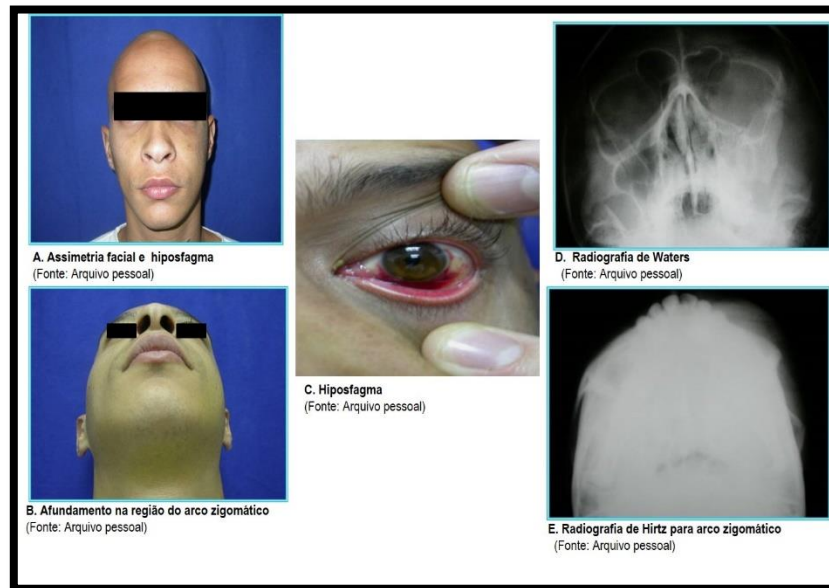 A. Assimetria facial e hiposfagma
(Fonte: Arquivo pessoal)
B. Afundamento na região do arco zigomático
(Fonte: Arquivo pessoal)
C. Hiposfagma
(Fonte: Arquivo pessoal)
D. Radiografia de Waters
(Fonte: Arquivo pessoal)
E. Radiografia de Hirtz para arco zigomático
(Fonte: Arquivo pessoal)